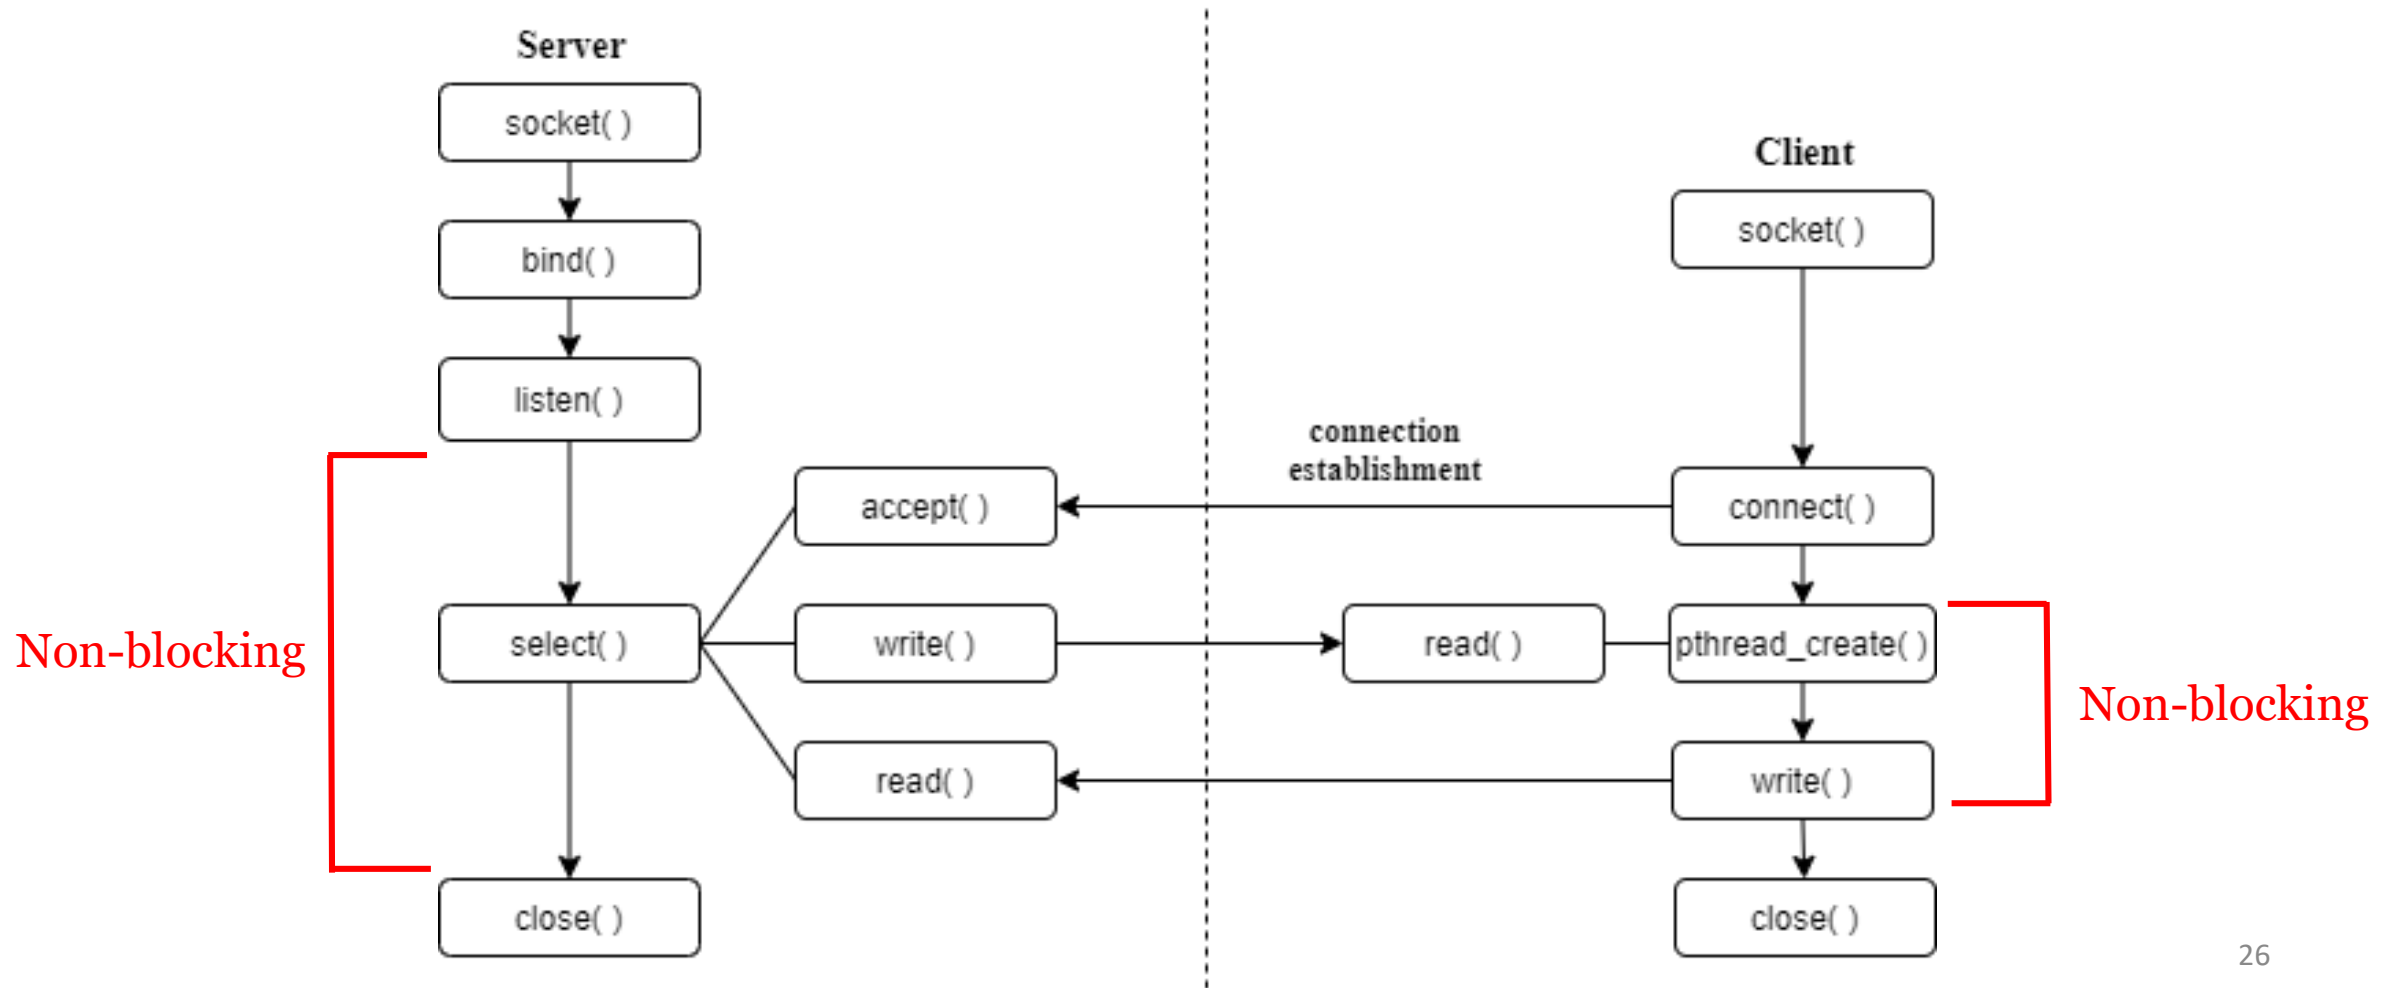 Server
socket( )
bind( )
listen( )
Non-blocking
select( )
close( )
accept( )
write( )
read( )
connection
establishment
Client
socket( )
connect( )
read( )
pthread_create( )
write( )
close( )
Non-blocking
26